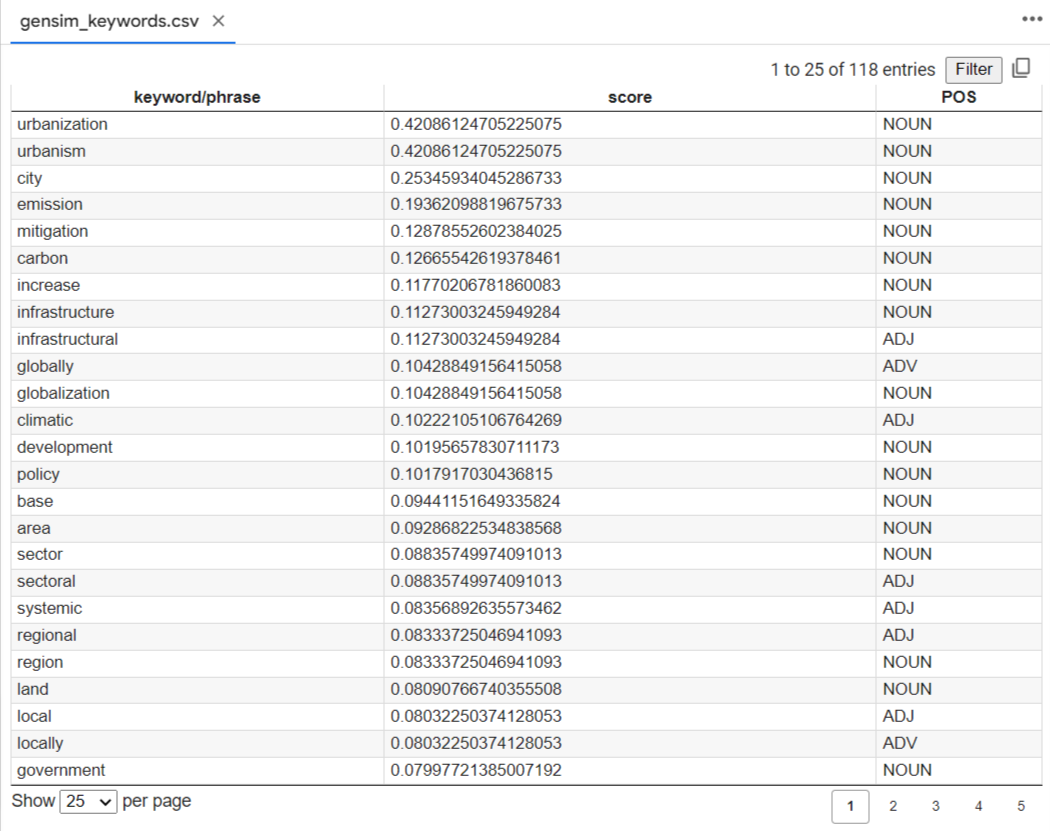 gensim_keywords.csv ×
1 to 25 of 118 entries Filter
keyword/phrase score POS
urbanization 0.42086124705225075 NOUN
urbanism 0.42086124705225075 NOUN
city 0.25345934045286733 NOUN
emission 0.19362098819675733 NOUN
mitigation 0.12878552602384025 NOUN
carbon 0.12665542619378461 NOUN
increase 0.11770206781860083 NOUN
infrastructure 0.11273003245949284 NOUN
infrastructural 0.11273003245949284 ADJ
globally 0.10428849156415058 ADV
globalization 0.10428849156415058 NOUN
climatic 0.10222105106764269 ADJ
development 0.10195657830711173 NOUN
policy 0.1017917030436815 NOUN
base 0.09441151649335824 NOUN
area 0.09286822534838568 NOUN
sector 0.08835749974091013 NOUN
sectoral 0.08835749974091013 ADJ
systemic 0.08356892635573462 ADJ
regional 0.08333725046941093 ADJ
region 0.08333725046941093 NOUN
land 0.08090766740355508 NOUN
local 0.08032250374128053 ADJ
locally 0.08032250374128053 ADV
government 0.07997721385007192 NOUN
Show 25 per page 1 2 3 4 5